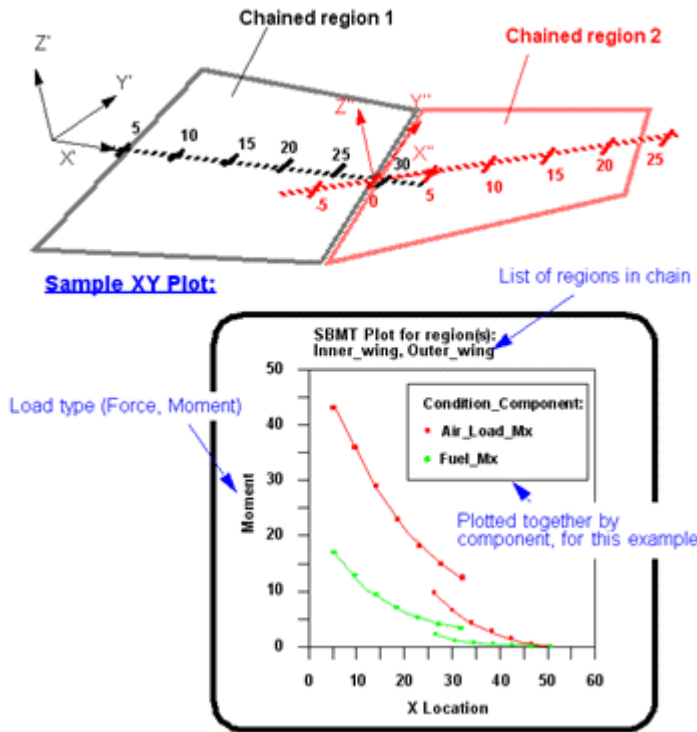 Chained region 1
Chained region 2
Z'
Y'
X'
5
10
15
20
25
30
Z''
Y''
X''
-5
0
5
10
15
20
25
Sample XY Plot:
List of regions in chain
SBMT Plot for region(s):
Inner_wing, Outer_wing
Load type (Force, Moment)
50
40
30
20
10
0
Moment
Condition_Component:
Air_Load_Mx
Fuel_Mx
Plotted together by
component, for this example
0 10 20 30 40 50 60
X Location